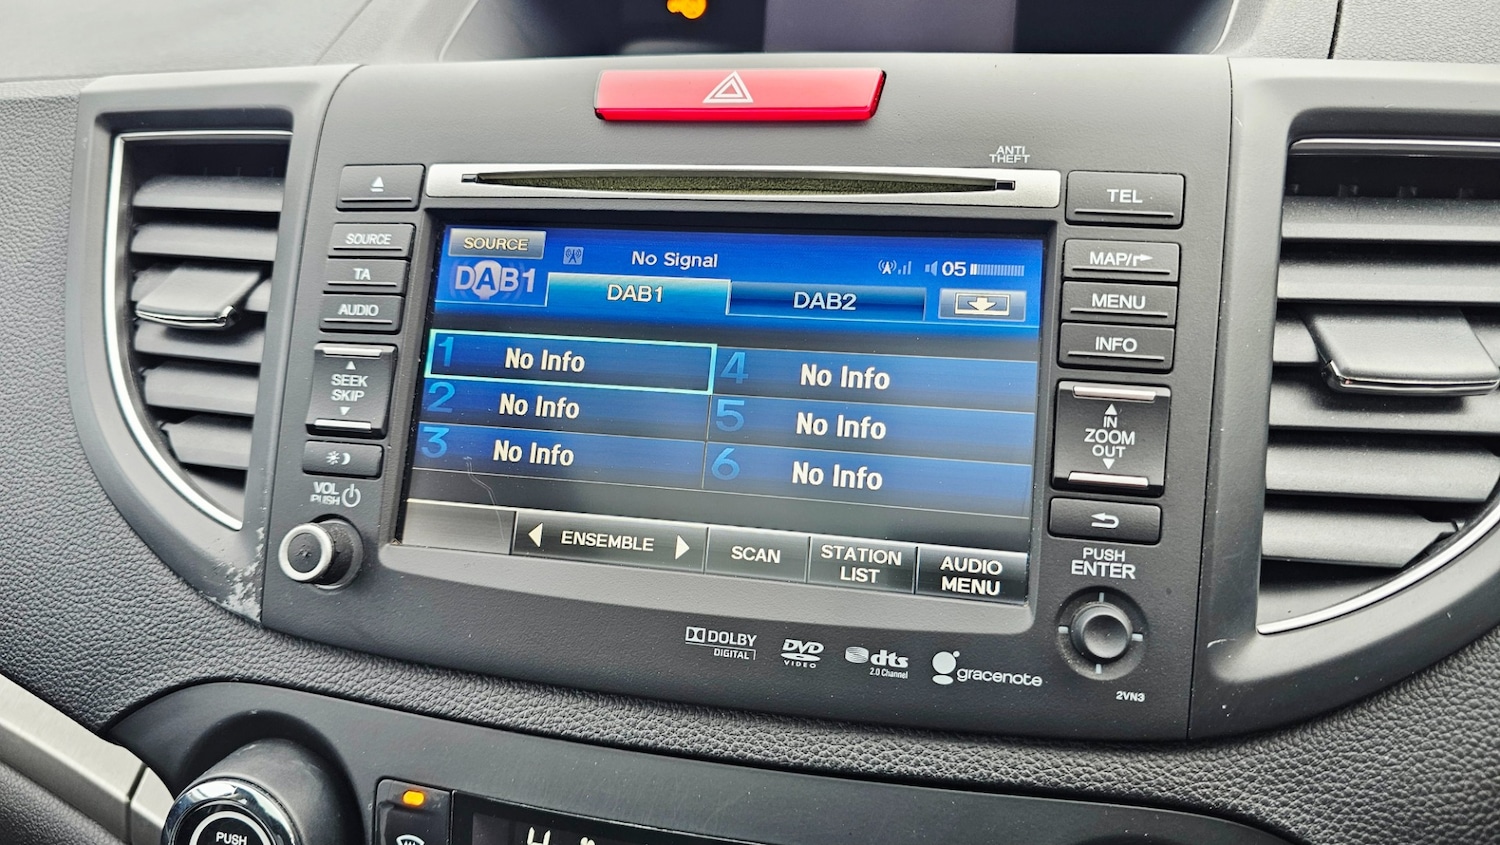 ANTI
THEFT
TEL
SOURCE
TA
AUDIO
SEEK
SKIP
VOL
PUSH
SOURCE
No Signal
05
DAB1
DAB1
DAB2
1 No Info
4 No Info
2 No Info
5 No Info
3 No Info
6 No Info
ENSEMBLE
SCAN
STATION
LIST
AUDIO
MENU
MAP/
MENU
INFO
IN
ZOOM
OUT
PUSH
ENTER
2VN3
DOLBY
DIGITAL
DVD
VIDEO
dts
2.0 Channel
gracenote
PUSH